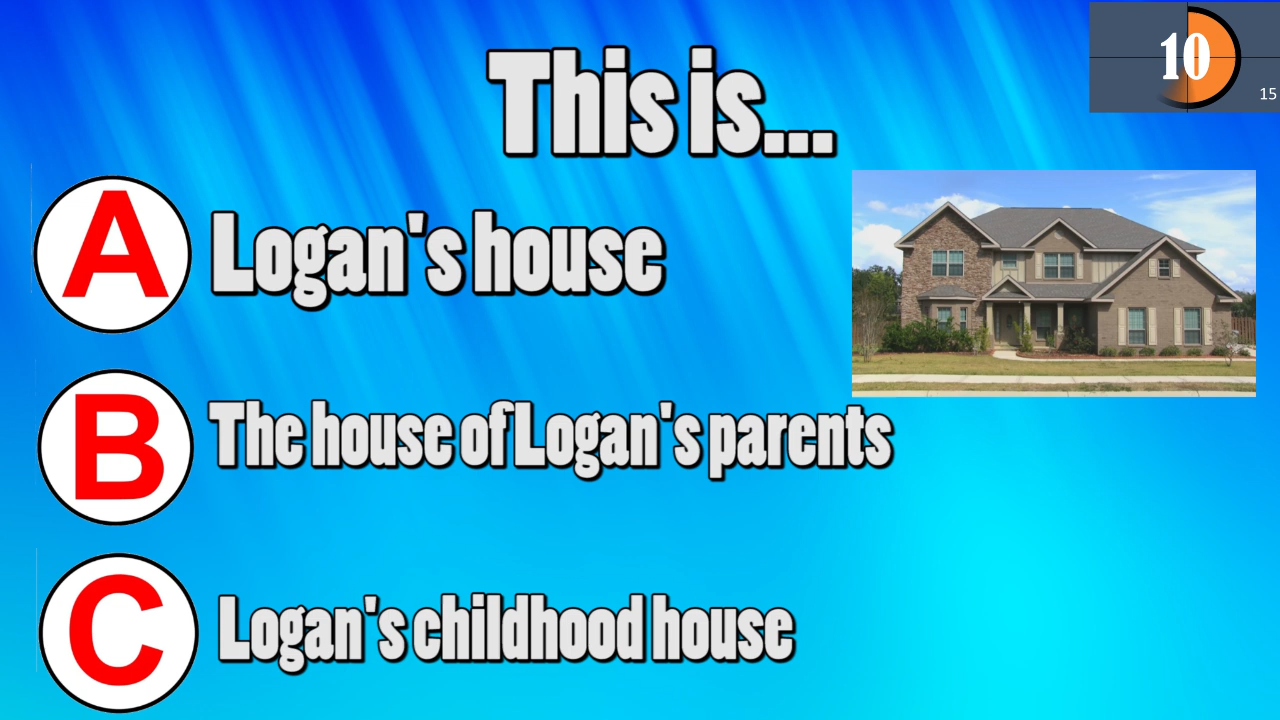 This is...
10
15
A Logan's house
B The house of Logan's parents
C Logan's childhood house